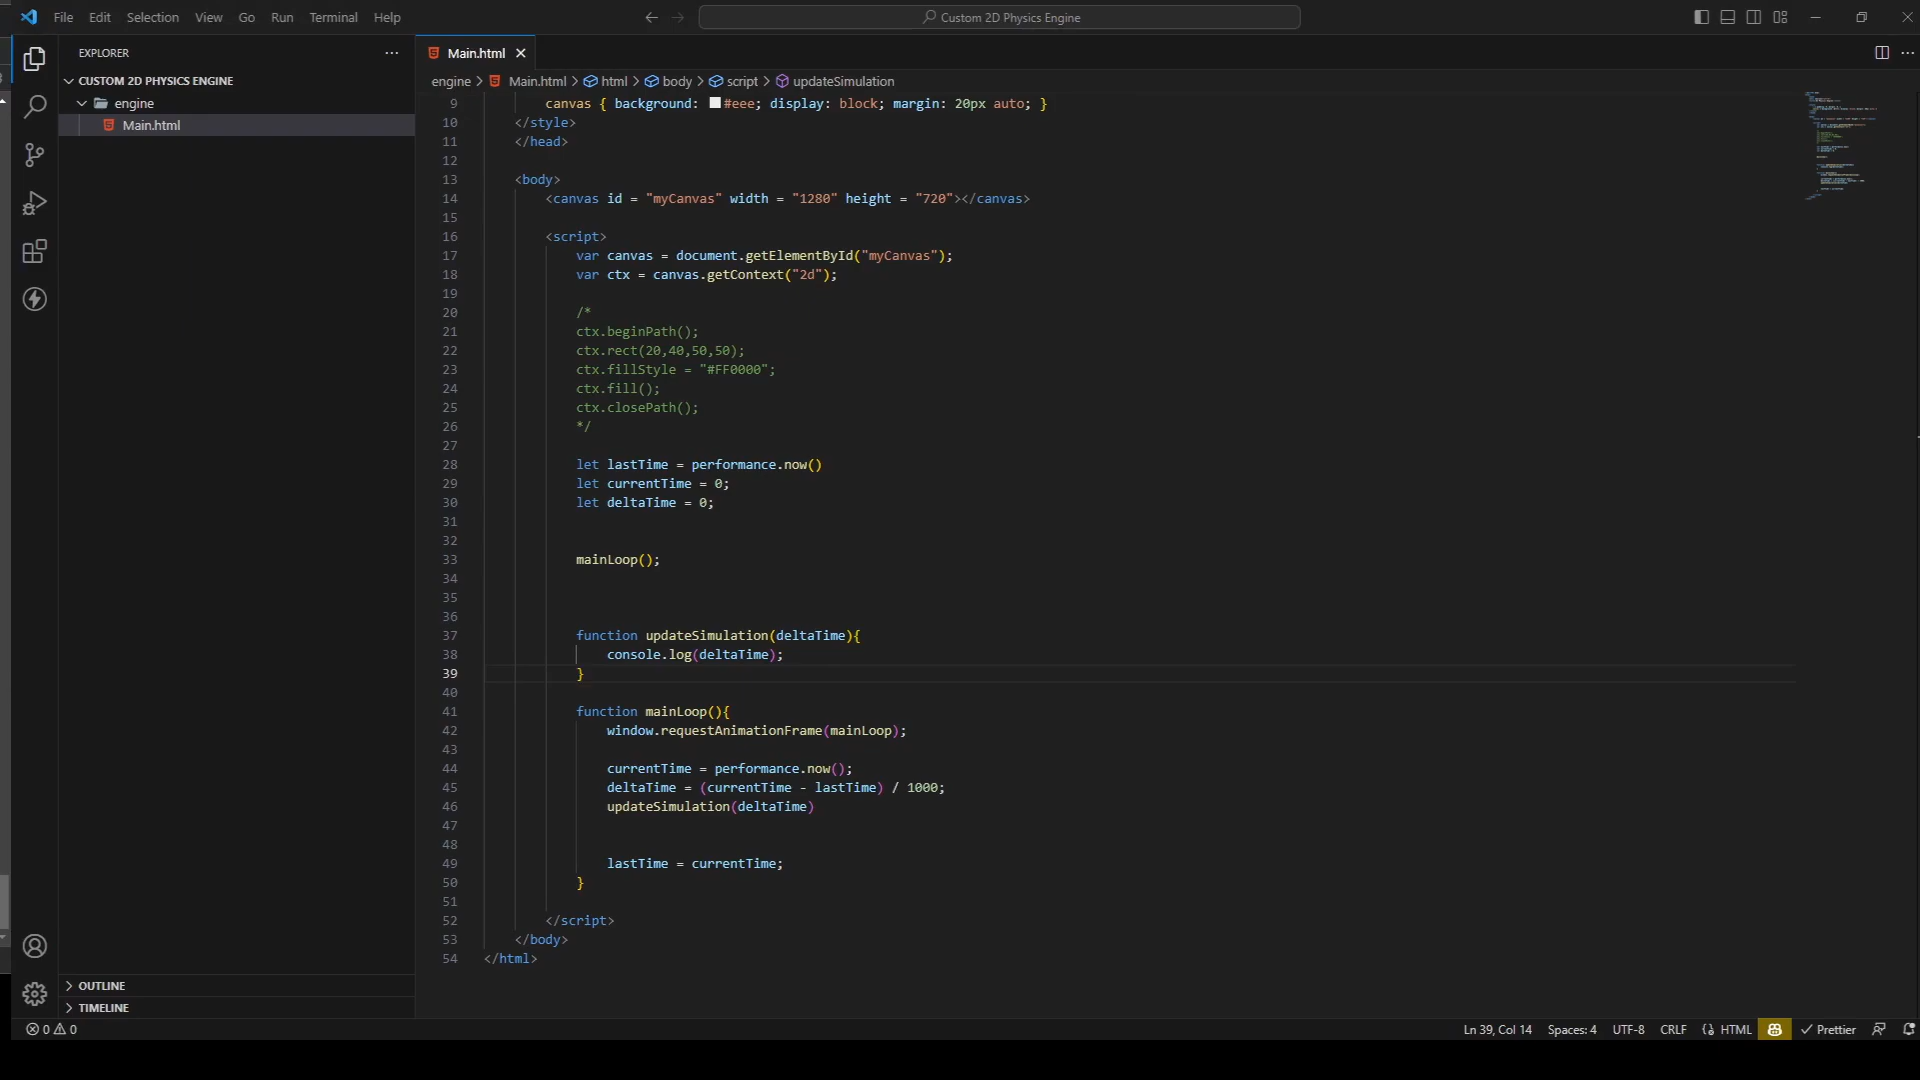 File Edit Selection View Go Run Terminal Help
Custom 2D Physics Engine
EXPLORER
CUSTOM 2D PHYSICS ENGINE
engine
Main.html
OUTLINE
TIMELINE
Main.html
engine > Main.html > html > body > script > updateSimulation
9 canvas { background: #eee; display: block; margin: 20px auto; }
10 </style>
11 </head>
12
13 <body>
14 <canvas id = "myCanvas" width = "1280" height = "720"></canvas>
15
16 <script>
17 var canvas = document.getElementById("myCanvas");
18 var ctx = canvas.getContext("2d");
19
20 /*
21 ctx.beginPath();
22 ctx.rect(20,40,50,50);
23 ctx.fillStyle = "#FF0000";
24 ctx.fill();
25 ctx.closePath();
26 */
27
28 let lastTime = performance.now()
29 let currentTime = 0;
30 let deltaTime = 0;
31
32
33 mainLoop();
34
35
36
37 function updateSimulation(deltaTime){
38 console.log(deltaTime);
39 }
40
41 function mainLoop(){
42 window.requestAnimationFrame(mainLoop);
43
44 currentTime = performance.now();
45 deltaTime = (currentTime - lastTime) / 1000;
46 updateSimulation(deltaTime)
47
48
49 lastTime = currentTime;
50 }
51
52 </script>
53 </body>
54 </html>
0 0
Ln 39, Col 14 Spaces: 4 UTF-8 CRLF HTML Prettier